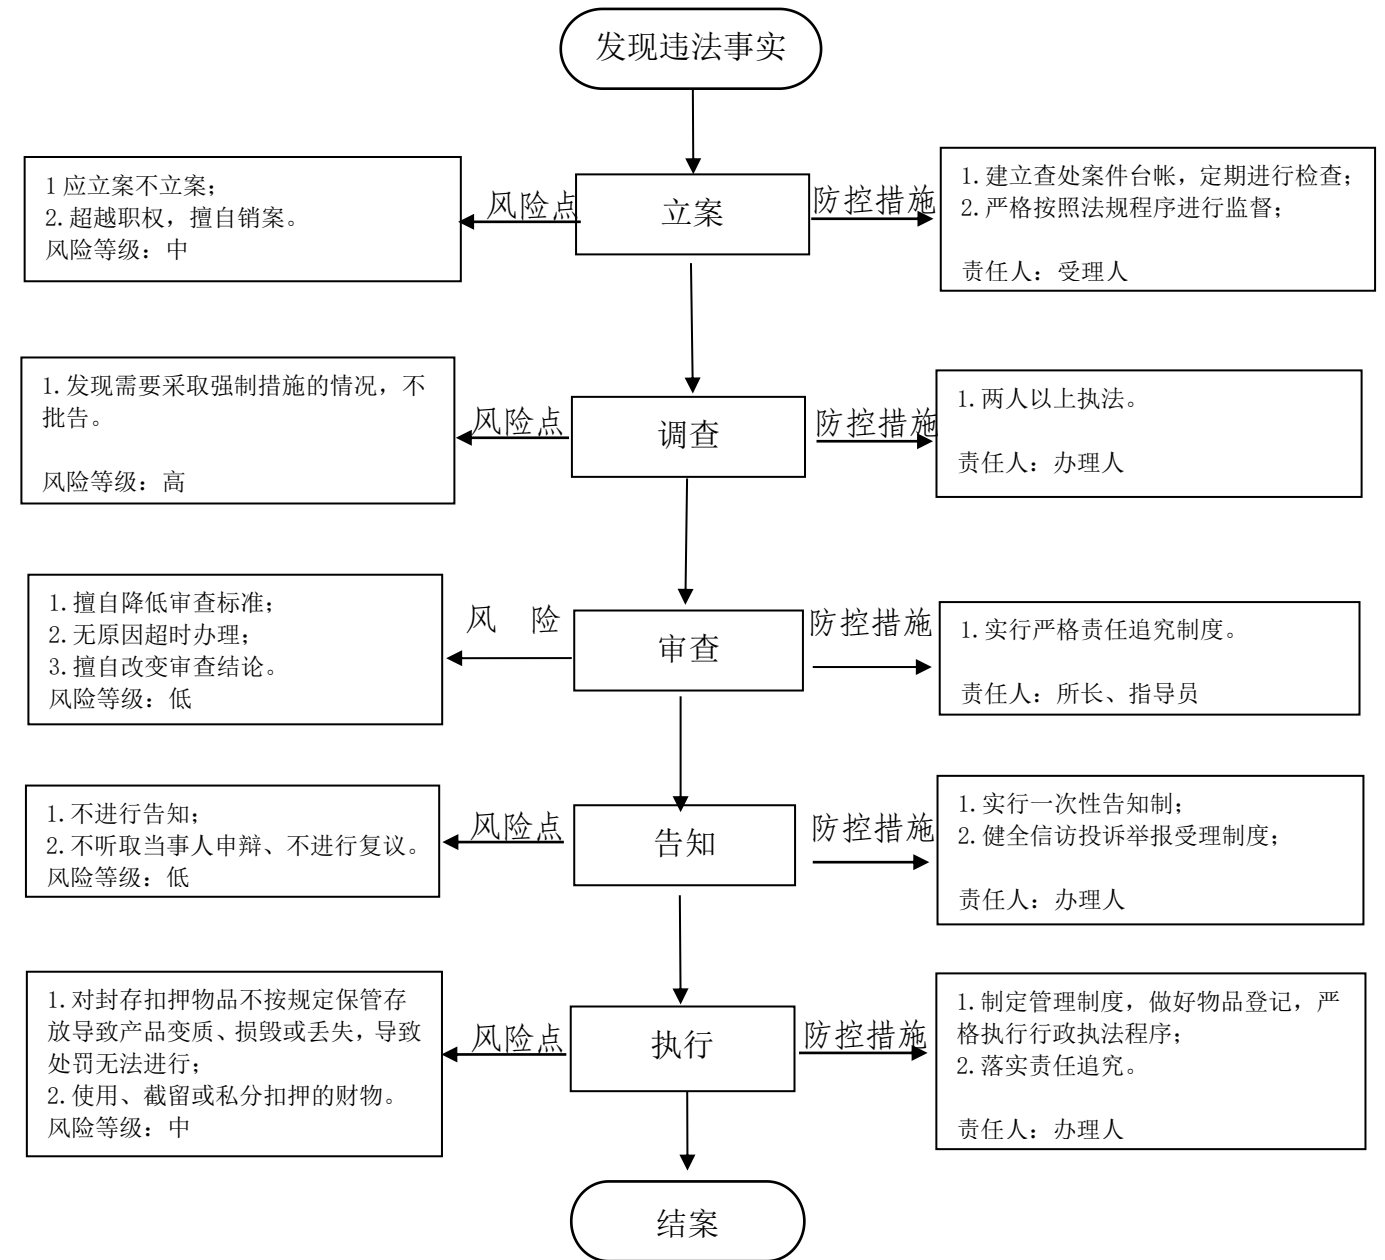 发现违法事实
1 应立案不立案；
2.超越职权，擅自销案。
风险等级：中
风险点
立案
防控措施
1.建立查处案件台帐，定期进行检查；
2.严格按照法规程序进行监督；
责任人：受理人
1.发现需要采取强制措施的情况，不
批告。
风险等级：高
风险点
调查
防控措施
1.两人以上执法。
责任人：办理人
1.擅自降低审查标准；
2.无原因超时办理；
3.擅自改变审查结论。
风险等级：低
风 险
审查
防控措施
1.实行严格责任追究制度。
责任人：所长、指导员
1.不进行告知；
2.不听取当事人申辩、不进行复议。
风险等级：低
风险点
告知
防控措施
1.实行一次性告知制；
2.健全信访投诉举报受理制度；
责任人：办理人
1.对封存扣押物品不按规定保管存
放导致产品变质、损毁或丢失，导致
处罚无法进行；
2.使用、截留或私分扣押的财物。
风险等级：中
风险点
执行
防控措施
1.制定管理制度，做好物品登记，严
格执行行政执法程序；
2.落实责任追究。
责任人：办理人
结案